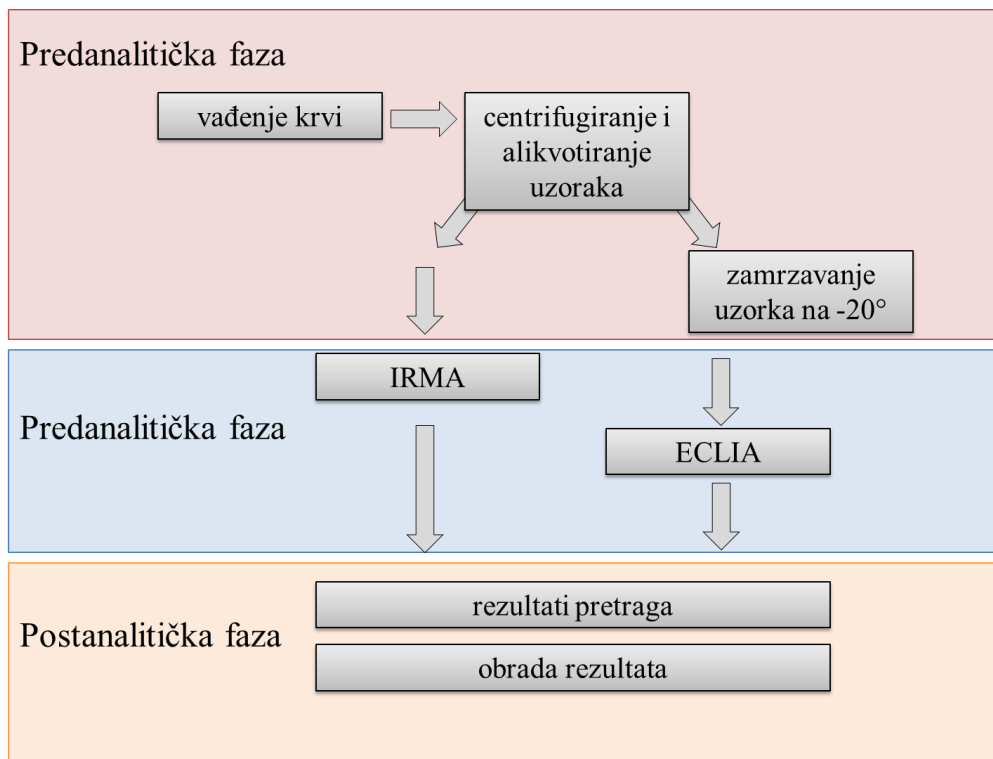 Predanalitička faza
vađenje krvi
centrifugiranje i
alikvotiranje
uzoraka
zamrzavanje
uzorka na -20°
IRMA
Predanalitička faza
ECLIA
rezultati pretraga
Postanalitička faza
obrada rezultata